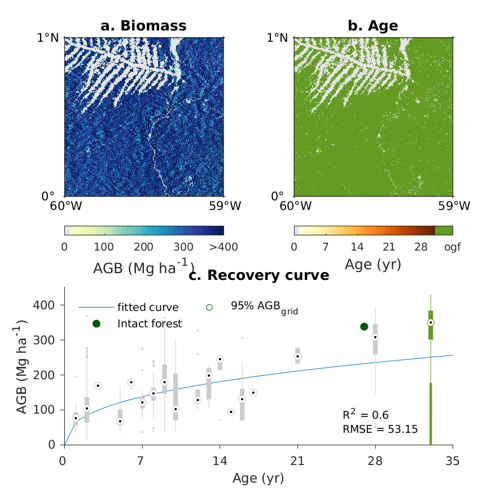 a. Biomass
b. Age
1°N
0°
60°W
59°W
1°N
0°
60°W
59°W
0 100 200 300 >400
AGB (Mg ha⁻¹)
0 7 14 21 28 ogf
Age (yr)
c. Recovery curve
fitted curve
Intact forest
95% AGB_grid
AGB (Mg ha⁻¹)
400
300
200
100
0
R² = 0.6
RMSE = 53.15
0 7 14 21 28 35
Age (yr)